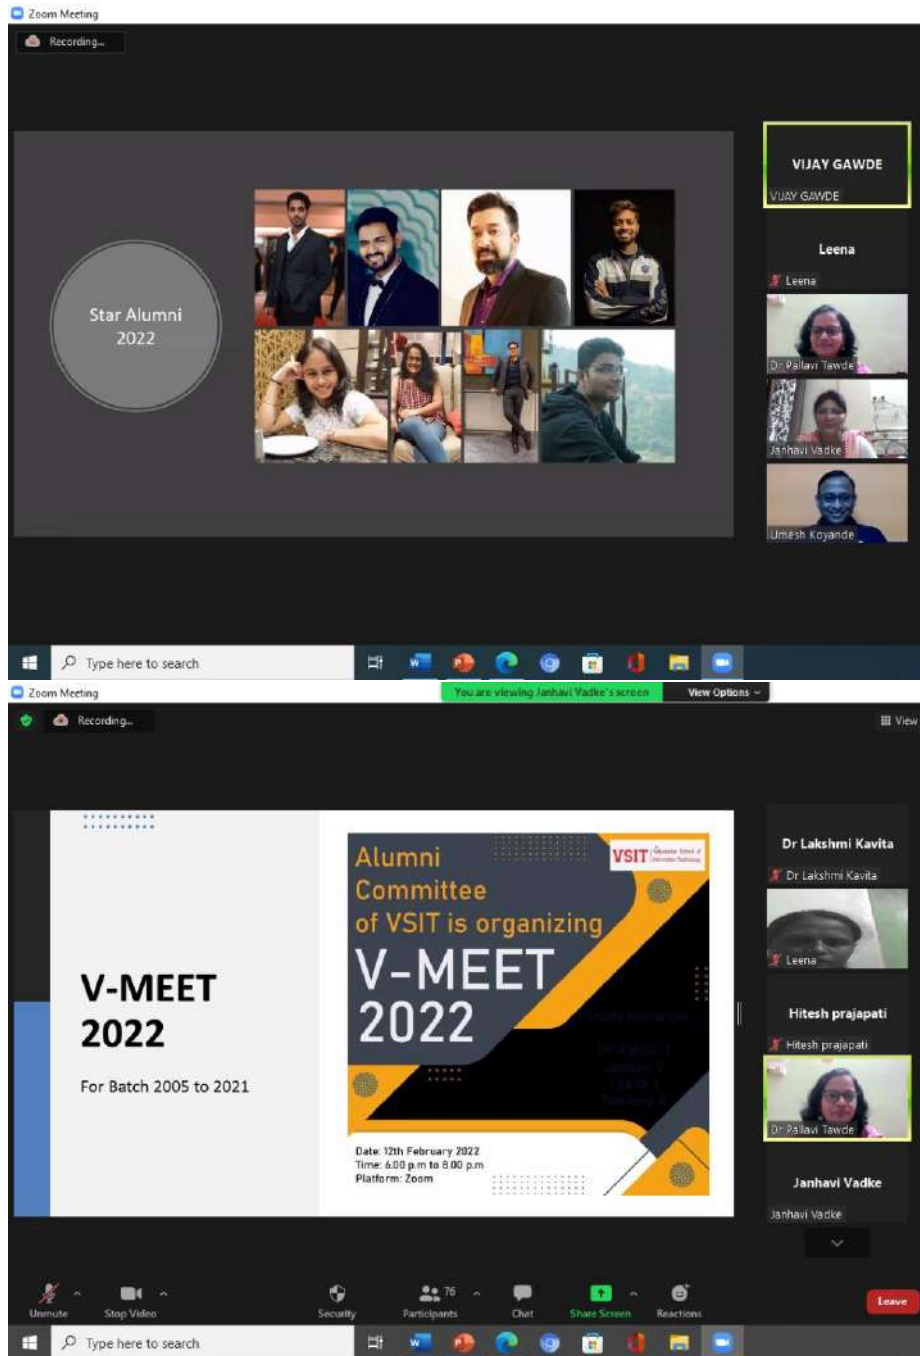 Zoom Meeting
Recording...
Star Alumni
2022
VIJAY GAWDE
VIJAY GAWDE
Leena
Leena
Dr Pallavi Tawde
Janhavi Vadke
Umesh Koyande
Type here to search
Zoom Meeting
You are viewing Janhavi Vadke's screen
View Options
Recording...
View
V-MEET
2022
For Batch 2005 to 2021
Alumni
Committee
of VSIT is organizing
V-MEET
2022
VSIT
Vidyalankar School of
Information Technology
Date: 12th February 2022
Time: 6.00 p.m to 8.00 p.m
Platform: Zoom
Dr Lakshmi Kavita
Dr Lakshmi Kavita
Leena
Hitesh prajapati
Hitesh prajapati
Dr Pallavi Tawde
Janhavi Vadke
Janhavi Vadke
Unmute
Stop Video
Security
76
Participants
Chat
Share Screen
Reactions
Leave
Type here to search